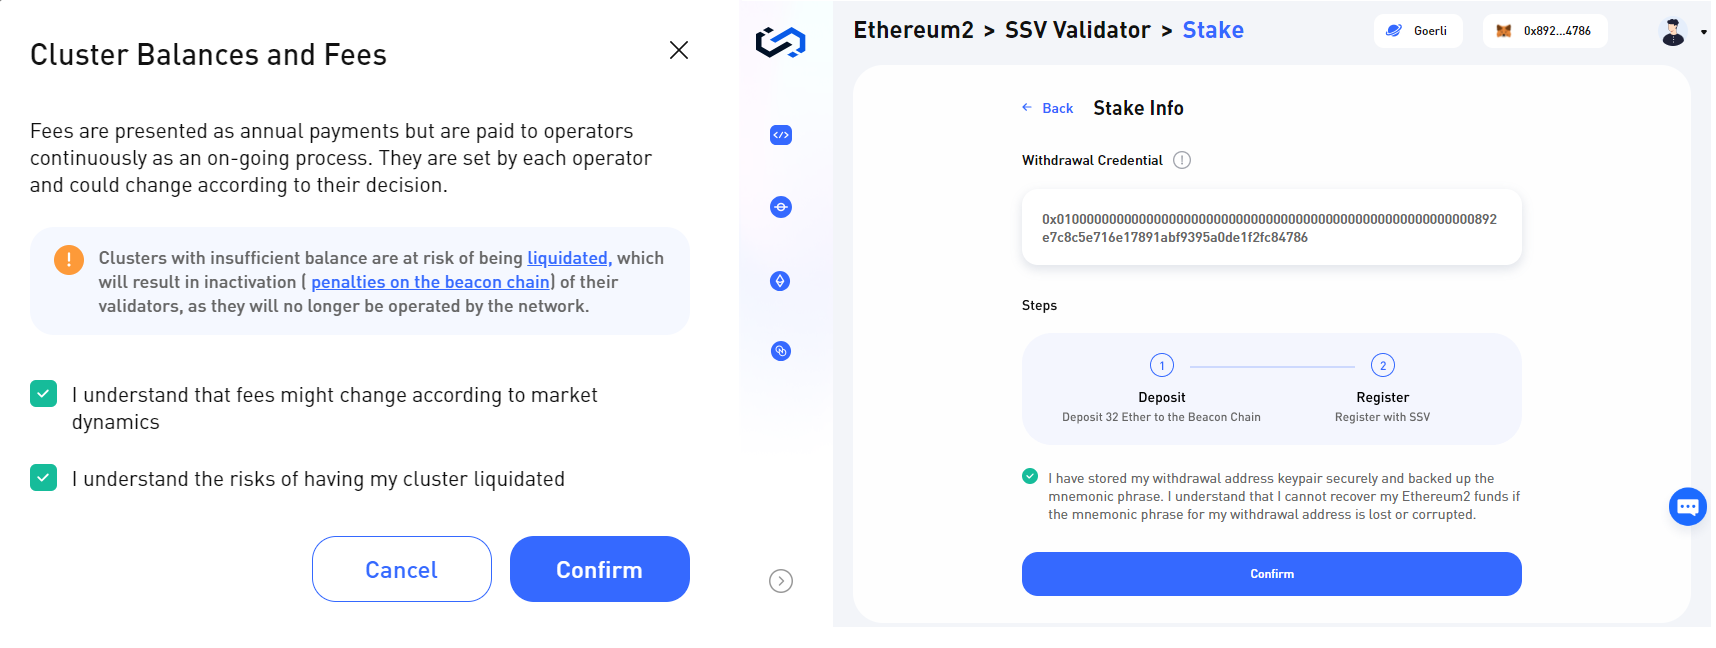 Cluster Balances and Fees
Fees are presented as annual payments but are paid to operators
continuously as an on-going process. They are set by each operator
and could change according to their decision.
Clusters with insufficient balance are at risk of being liquidated, which
will result in inactivation ( penalties on the beacon chain) of their
validators, as they will no longer be operated by the network.
I understand that fees might change according to market
dynamics
I understand the risks of having my cluster liquidated
Cancel
Confirm
Ethereum2 > SSV Validator > Stake
Goerli
0x892...4786
Back
Stake Info
Withdrawal Credential
0x010000000000000000000000000000000000000000000000000000892
e7c8c5e716e17891abf9395a0de1f2fc84786
Steps
1
2
Deposit
Register
Deposit 32 Ether to the Beacon Chain
Register with SSV
I have stored my withdrawal address keypair securely and backed up the
mnemonic phrase. I understand that I cannot recover my Ethereum2 funds if
the mnemonic phrase for my withdrawal address is lost or corrupted.
Confirm